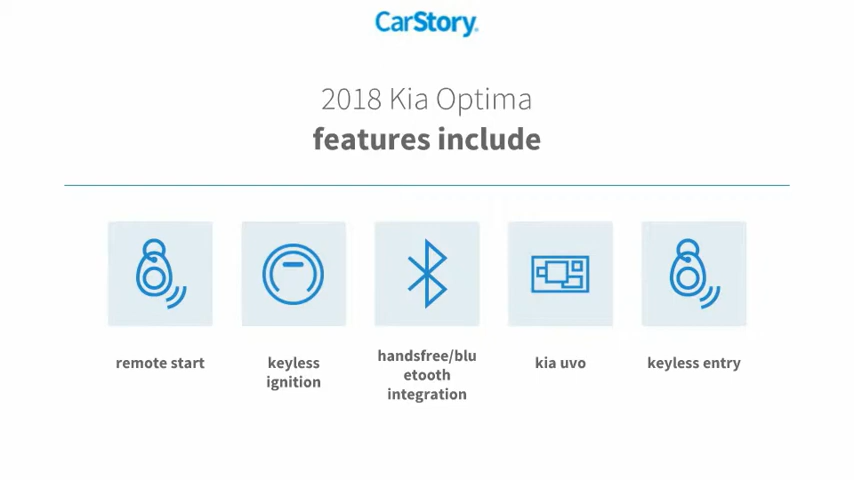 CarStory.
2018 Kia Optima
features include
remote start
keyless
ignition
handsfree/blu
etooth
integration
kia uvo
keyless entry